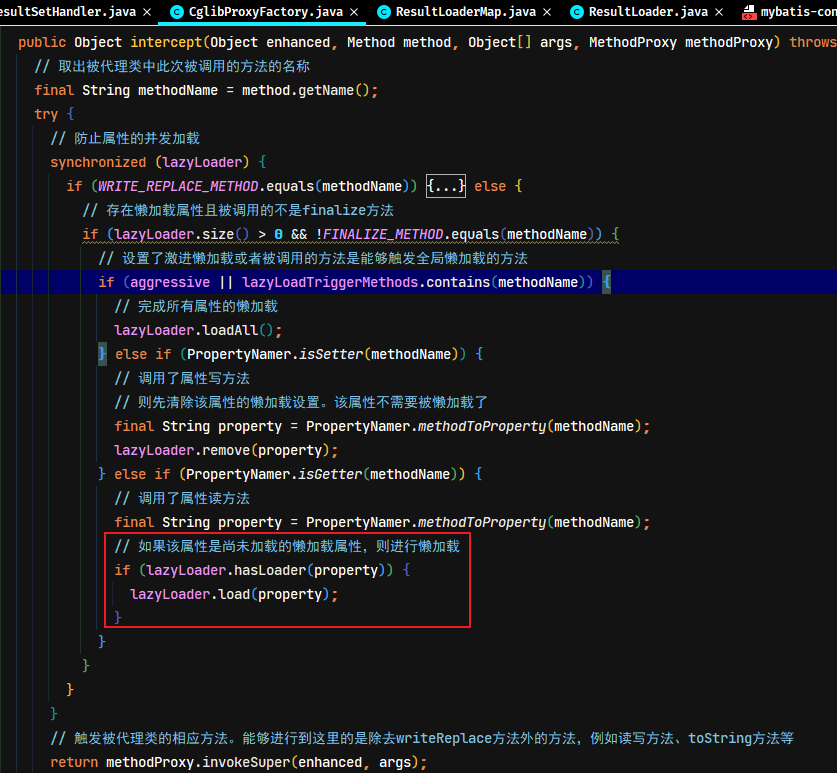 esultSetHandler.java × CglibProxyFactory.java × ResultLoaderMap.java × ResultLoader.java × mybatis-con
public Object intercept(Object enhanced, Method method, Object[] args, MethodProxy methodProxy) throws
// 取出被代理类中此次被调用的方法的名称
final String methodName = method.getName();
try {
// 防止属性的并发加载
synchronized (lazyLoader) {
if (WRITE_REPLACE_METHOD.equals(methodName)) {...} else {
// 存在懒加载属性且被调用的不是finalize方法
if (lazyLoader.size() > 0 && !FINALIZE_METHOD.equals(methodName)) {
// 设置了激进懒加载或者被调用的方法是能够触发全局懒加载的方法
if (aggressive || lazyLoadTriggerMethods.contains(methodName)) {
// 完成所有属性的懒加载
lazyLoader.loadAll();
} else if (PropertyNamer.isSetter(methodName)) {
// 调用了属性写方法
// 则先清除该属性的懒加载设置。该属性不需要被懒加载了
final String property = PropertyNamer.methodToProperty(methodName);
lazyLoader.remove(property);
} else if (PropertyNamer.isGetter(methodName)) {
// 调用了属性读方法
final String property = PropertyNamer.methodToProperty(methodName);
// 如果该属性是尚未加载的懒加载属性，则进行懒加载
if (lazyLoader.hasLoader(property)) {
lazyLoader.load(property);
}
}
}
}
}
// 触发被代理类的相应方法。能够进行到这里的是除去writeReplace方法外的方法，例如读写方法、toString方法等
return methodProxy.invokeSuper(enhanced, args);